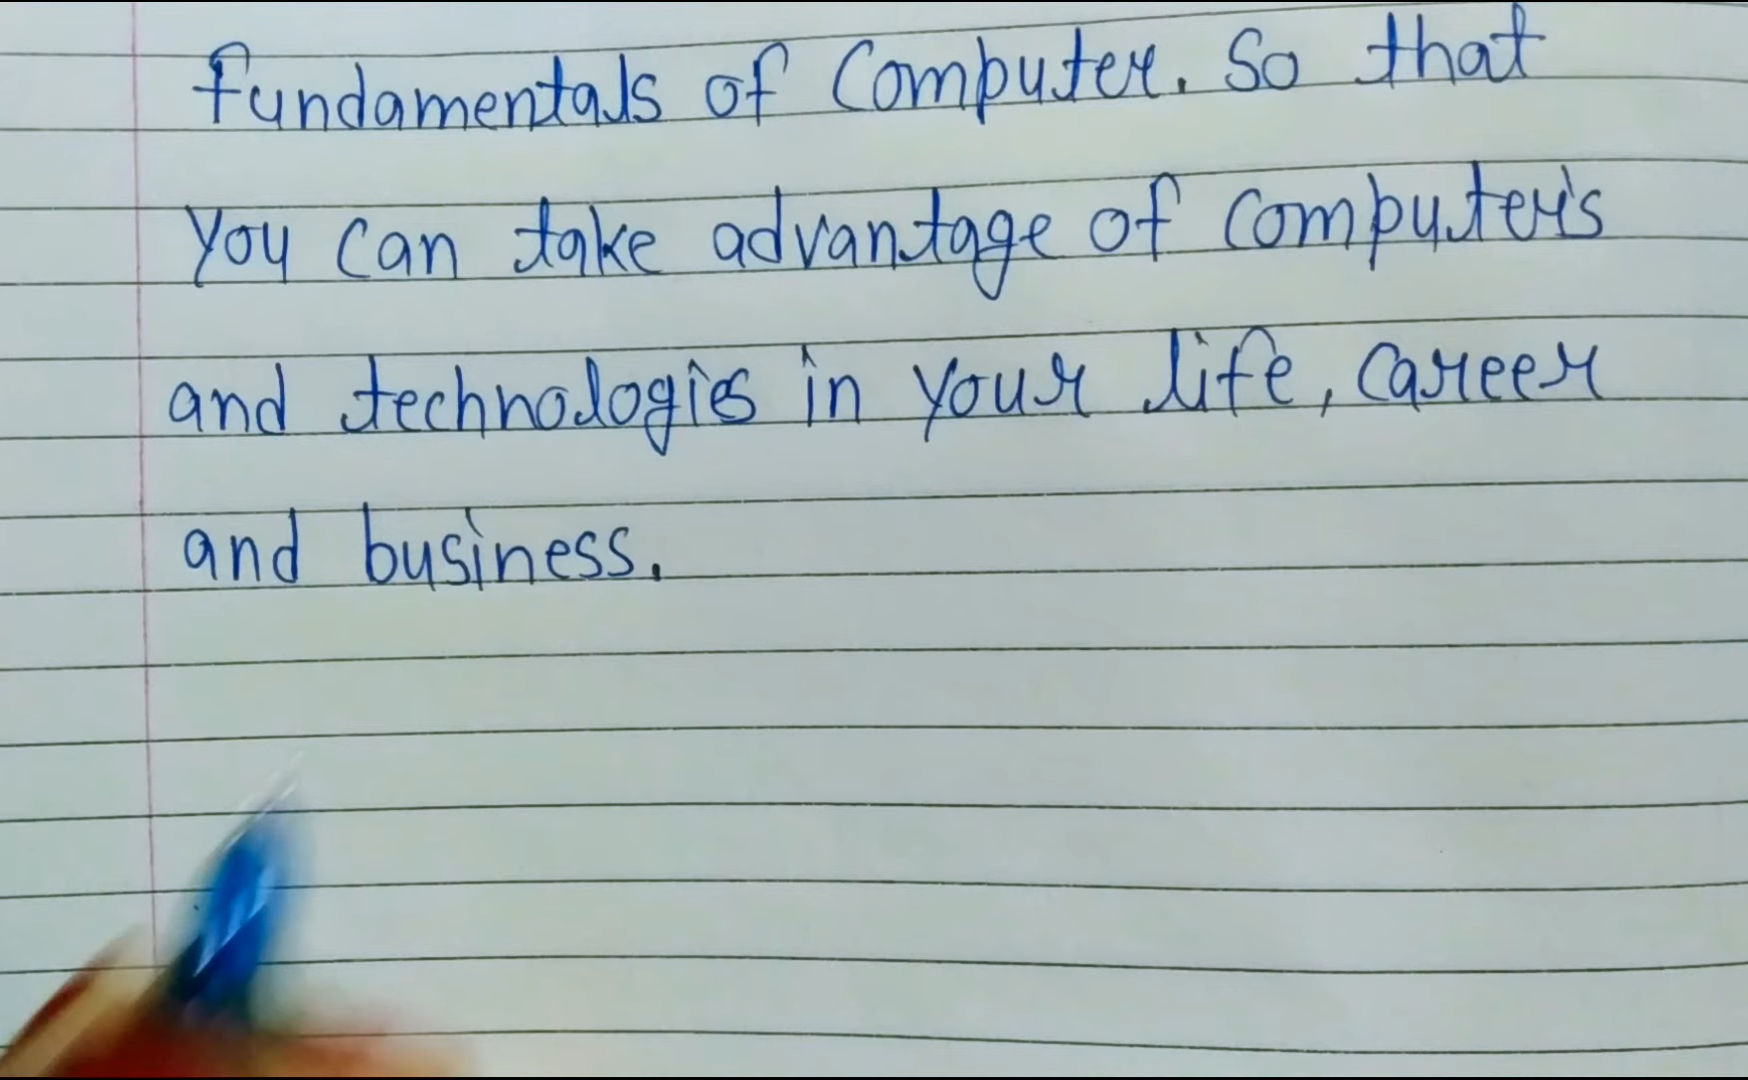 fundamentals of Computer. So that
you can take advantage of computer's
and technologies in your life, career
and business.